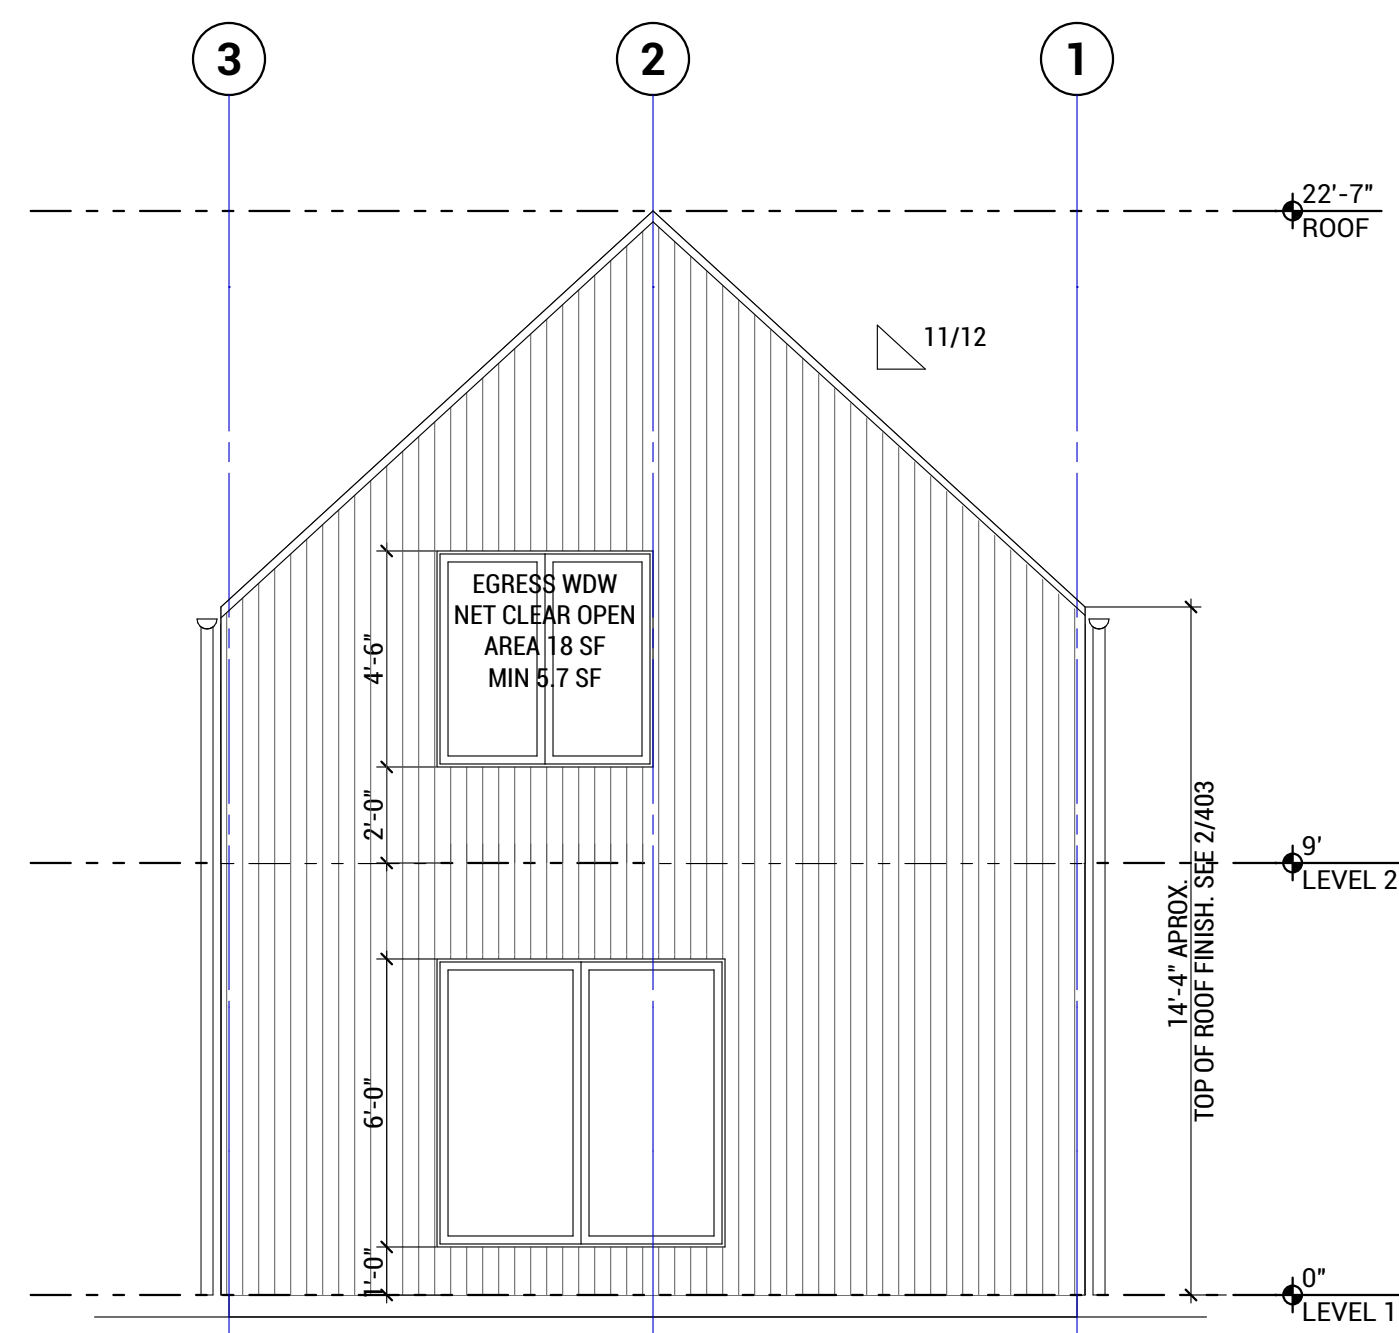 3
2
1
22'-7"
ROOF
11/12
EGRESS WDW
NET CLEAR OPEN
AREA 18 SF
MIN 5.7 SF
4'-6"
2'-0"
9'
LEVEL 2
14'-4" APROX.
TOP OF ROOF FINISH. SEE 2/403
6'-0"
1'-0"
0"
LEVEL 1